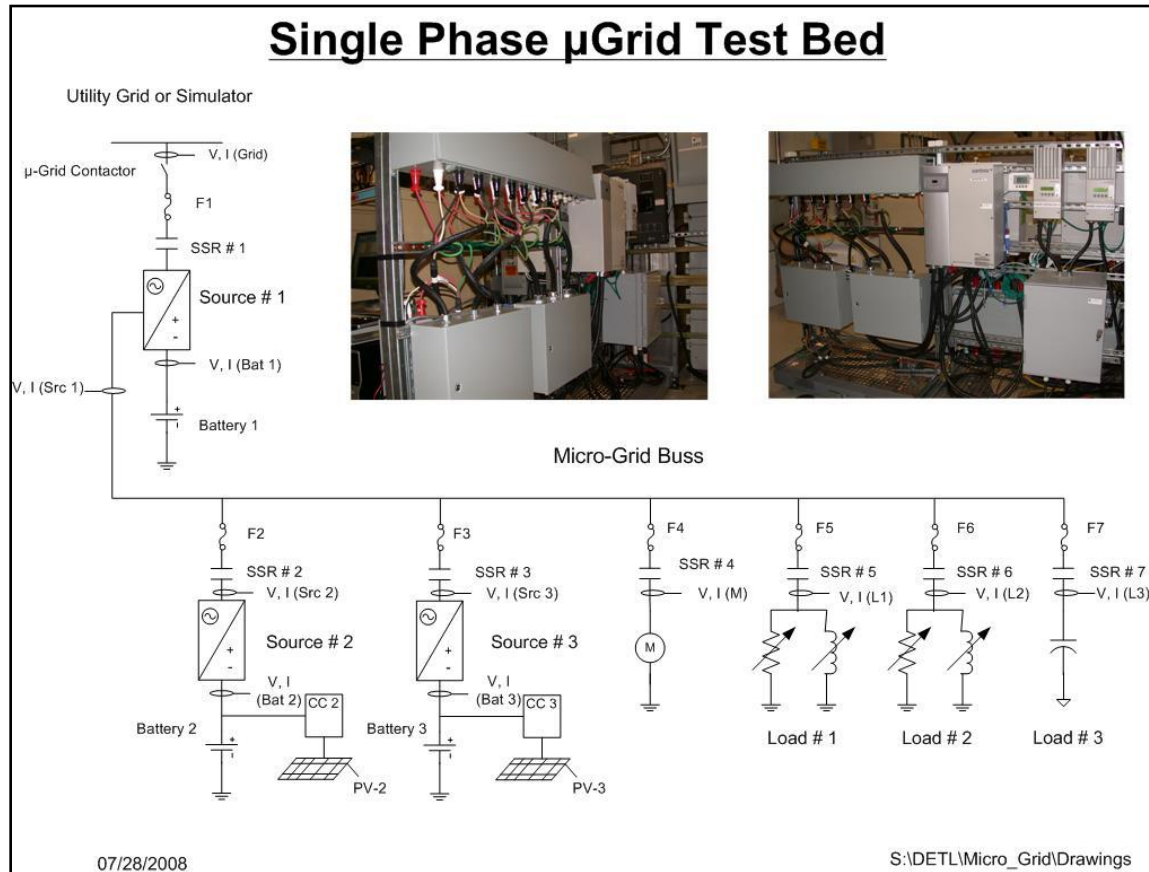 Single Phase µGrid Test Bed
Utility Grid or Simulator
V, I (Grid)
µ-Grid Contactor
F1
SSR # 1
Source # 1
+
-
V, I (Bat 1)
V, I (Src 1)
+
-
Battery 1
Micro-Grid Buss
F2
F3
F4
F5
F6
F7
SSR # 2
SSR # 3
SSR # 4
SSR # 5
SSR # 6
SSR # 7
V, I (Src 2)
V, I (Src 3)
V, I (M)
V, I (L1)
V, I (L2)
V, I (L3)
Source # 2
+
-
Source # 3
+
-
M
V, I
(Bat 2)
CC 2
V, I
(Bat 3)
CC 3
Battery 2
+
-
Battery 3
+
-
Load # 1
Load # 2
Load # 3
PV-2
PV-3
07/28/2008
S:\DETL\Micro_Grid\Drawings